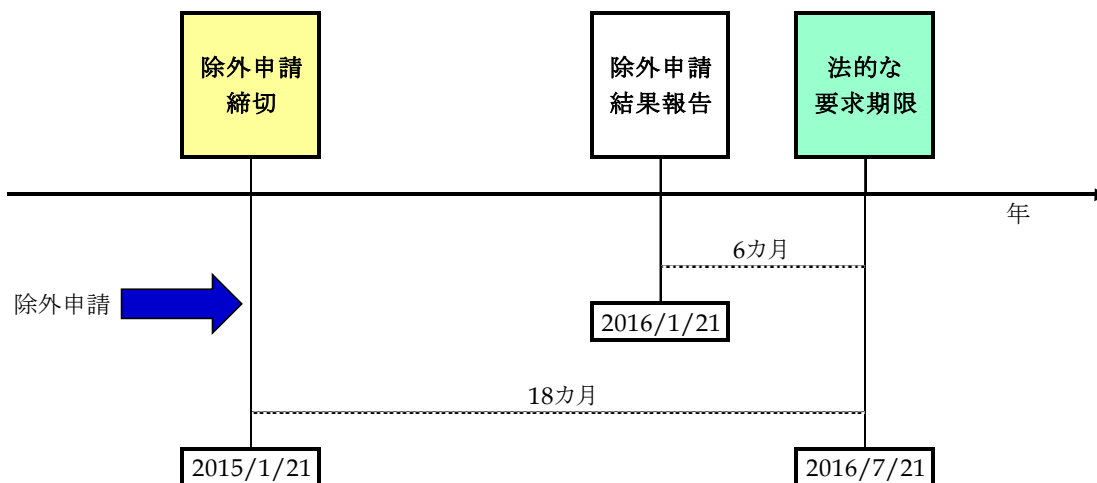 除外申請
締切
除外申請
結果報告
法的な
要求期限
年
6カ月
除外申請
2016/1/21
18カ月
2015/1/21
2016/7/21